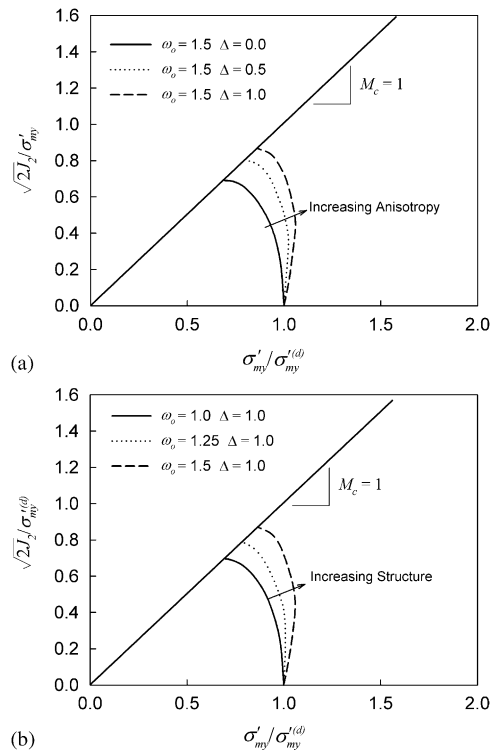 1.6
1.4
1.2
1.0
0.8
0.6
0.4
0.2
0.0
√2J₂/σ′my
ωₒ = 1.5 Δ = 0.0
ωₒ = 1.5 Δ = 0.5
ωₒ = 1.5 Δ = 1.0
M_c = 1
Increasing Anisotropy
0.0 0.5 1.0 1.5 2.0
(a) σ′my/σ′my(d)
1.6
1.4
1.2
1.0
0.8
0.6
0.4
0.2
0.0
√2J₂/σ′my(d)
ωₒ = 1.0 Δ = 1.0
ωₒ = 1.25 Δ = 1.0
ωₒ = 1.5 Δ = 1.0
M_c = 1
Increasing Structure
0.0 0.5 1.0 1.5 2.0
(b) σ′my/σ′my(d)